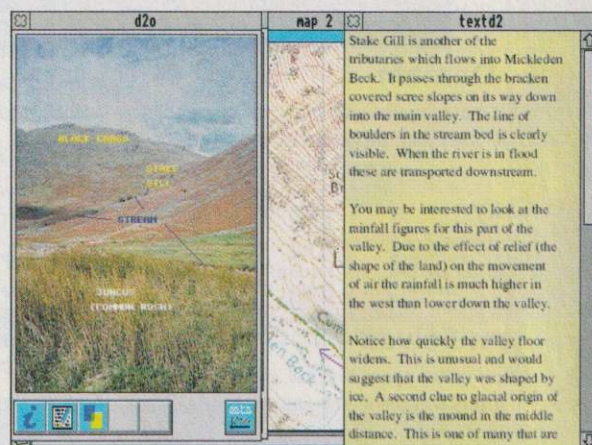 d2o
BLACK CRAGS
STAKE
GILL
STREAM
JUNCUS
(COMMON RUSH)
i
data
map 2
textd2
Stake Gill is another of the
tributaries which flows into Mickleden
Beck. It passes through the bracken
covered scree slopes on its way down
into the main valley. The line of
boulders in the stream bed is clearly
visible. When the river is in flood
these are transported downstream.
You may be interested to look at the
rainfall figures for this part of the
valley. Due to the effect of relief (the
shape of the land) on the movement
of air the rainfall is much higher in
the west than lower down the valley.
Notice how quickly the valley floor
widens. This is unusual and would
suggest that the valley was shaped by
ice. A second clue to glacial origin of
the valley is the mound in the middle
distance. This is one of many that are